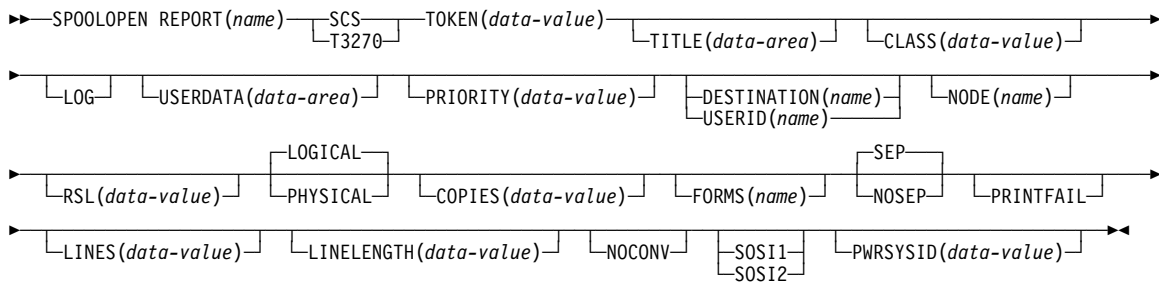 SPOOLOPEN REPORT(name) SCS TOKEN(data-value)
T3270 TITLE(data-area) CLASS(data-value)
LOG USERDATA(data-area) PRIORITY(data-value) DESTINATION(name) NODE(name)
USERID(name)
LOGICAL SEP
RSL(data-value) PHYSICAL COPIES(data-value) FORMS(name) NOSEP PRINTFAIL
LINES(data-value) LINELENGTH(data-value) NOCONV SOSI1 PWRSYSID(data-value)
SOSI2